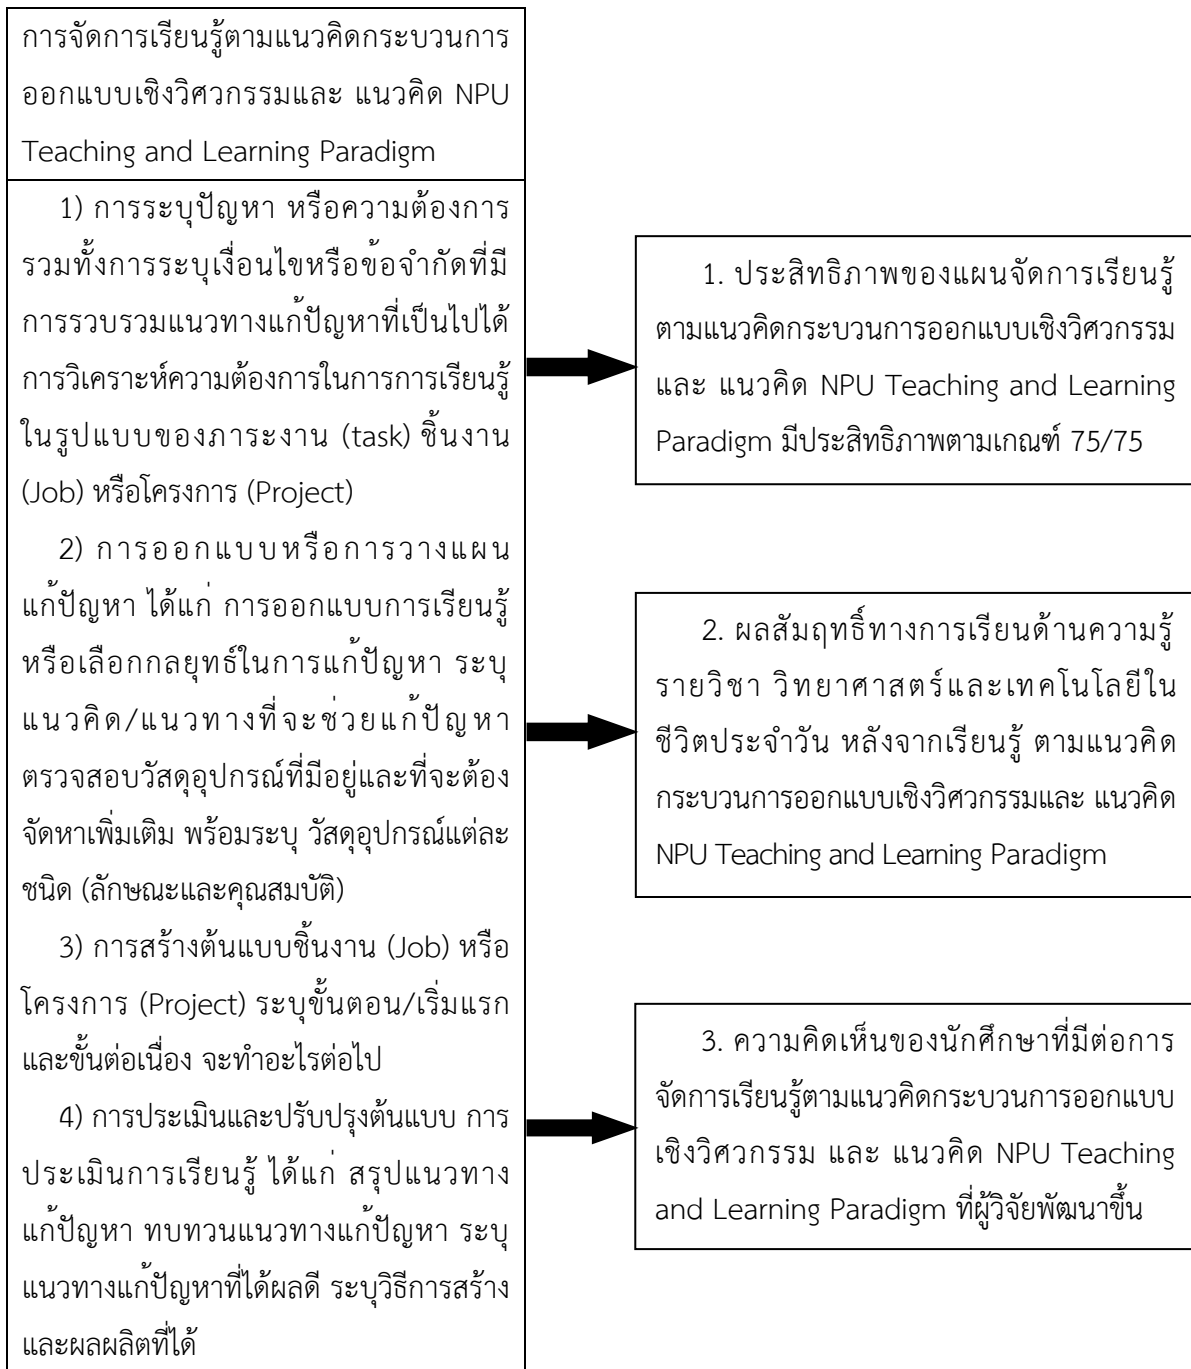 การจัดการเรียนรู้ตามแนวคิดกระบวนการ
ออกแบบเชิงวิศวกรรมและ แนวคิด NPU
Teaching and Learning Paradigm
1) การระบุปัญหา หรือความต้องการ
รวมทั้งการระบุเงื่อนไขหรือข้อจำกัดที่มี
การรวบรวมแนวทางแก้ปัญหาที่เป็นไปได้
การวิเคราะห์ความต้องการในการการเรียนรู้
ในรูปแบบของภาระงาน (task) ชิ้นงาน
(Job) หรือโครงการ (Project)
2) การออกแบบหรือการวางแผน
แก้ปัญหา ได้แก่ การออกแบบการเรียนรู้
หรือเลือกกลยุทธ์ในการแก้ปัญหา ระบุ
แนวคิด/แนวทางที่จะช่วยแก้ปัญหา
ตรวจสอบวัสดุอุปกรณ์ที่มีอยู่และที่จะต้อง
จัดหาเพิ่มเติม พร้อมระบุ วัสดุอุปกรณ์แต่ละ
ชนิด (ลักษณะและคุณสมบัติ)
3) การสร้างต้นแบบชิ้นงาน (Job) หรือ
โครงการ (Project) ระบุขั้นตอน/เริ่มแรก
และขั้นต่อเนื่อง จะทำอะไรต่อไป
4) การประเมินและปรับปรุงต้นแบบ การ
ประเมินการเรียนรู้ ได้แก่ สรุปแนวทาง
แก้ปัญหา ทบทวนแนวทางแก้ปัญหา ระบุ
แนวทางแก้ปัญหาที่ได้ผลดี ระบุวิธีการสร้าง
และผลผลิตที่ได้
1. ประสิทธิภาพของแผนจัดการเรียนรู้
ตามแนวคิดกระบวนการออกแบบเชิงวิศวกรรม
และ แนวคิด NPU Teaching and Learning
Paradigm มีประสิทธิภาพตามเกณฑ์ 75/75
2. ผลสัมฤทธิ์ทางการเรียนด้านความรู้
รายวิชา วิทยาศาสตร์และเทคโนโลยีใน
ชีวิตประจำวัน หลังจากเรียนรู้ ตามแนวคิด
กระบวนการออกแบบเชิงวิศวกรรมและ แนวคิด
NPU Teaching and Learning Paradigm
3. ความคิดเห็นของนักศึกษาที่มีต่อการ
จัดการเรียนรู้ตามแนวคิดกระบวนการออกแบบ
เชิงวิศวกรรม และ แนวคิด NPU Teaching
and Learning Paradigm ที่ผู้วิจัยพัฒนาขึ้น